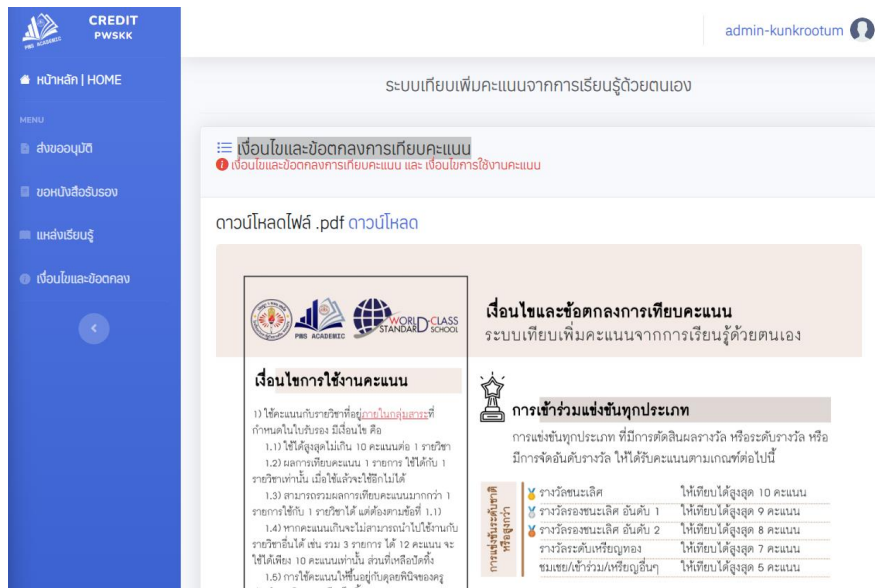 CREDIT
PWSKK
PMS ACADEMIC
admin-kunkrootum
หน้าหลัก | HOME
MENU
ส่งขออนุมัติ
ขอหนังสือรับรอง
แหล่งเรียนรู้
เงื่อนไขและข้อตกลง
ระบบเทียบเพิ่มคะแนนจากการเรียนรู้ด้วยตนเอง
เงื่อนไขและข้อตกลงการเทียบคะแนน
เงื่อนไขและข้อตกลงการเทียบคะแนน และ เงื่อนไขการใช้งานคะแนน
ดาวน์โหลดไฟล์ .pdf ดาวน์โหลด
PMS ACADEMIC
WORLD-CLASS
STANDARD SCHOOL
เงื่อนไขและข้อตกลงการเทียบคะแนน
ระบบเทียบเพิ่มคะแนนจากการเรียนรู้ด้วยตนเอง
เงื่อนไขการใช้งานคะแนน
1) ใช้คะแนนกับรายวิชาที่อยู่ภายในกลุ่มสาระที่
กำหนดในใบรับรอง มีเงื่อนไข คือ
1.1) ใช้ได้สูงสุดไม่เกิน 10 คะแนนต่อ 1 รายวิชา
1.2) ผลการเทียบคะแนน 1 รายการ ใช้ได้กับ 1
รายวิชาเท่านั้น เมื่อใช้แล้วจะใช้อีกไม่ได้
1.3) สามารถรวมผลการเทียบคะแนนมากกว่า 1
รายการใช้กับ 1 รายวิชาได้ แต่ต้องตามข้อที่ 1.1)
1.4) หากคะแนนเกินจะไม่สามารถนำไปใช้งานกับ
รายวิชาอื่นได้ เช่น รวม 3 รายการ ได้ 12 คะแนน จะ
ใช้ได้เพียง 10 คะแนนเท่านั้น ส่วนที่เหลือปัดทิ้ง
1.5) การใช้คะแนนให้ขึ้นอยู่กับดุลยพินิจของครู
การเข้าร่วมแข่งขันทุกประเภท
การแข่งขันทุกประเภท ที่มีการตัดสินผลรางวัล หรือระดับรางวัล หรือ
มีการจัดอันดับรางวัล ให้ได้รับคะแนนตามเกณฑ์ต่อไปนี้
การแข่งขันระดับชาติ
หรือสูงกว่า
รางวัลชนะเลิศ ให้เทียบได้สูงสุด 10 คะแนน
รางวัลรองชนะเลิศ อันดับ 1 ให้เทียบได้สูงสุด 9 คะแนน
รางวัลรองชนะเลิศ อันดับ 2 ให้เทียบได้สูงสุด 8 คะแนน
รางวัลระดับเหรียญทอง ให้เทียบได้สูงสุด 7 คะแนน
ชมเชย/เข้าร่วม/เหรียญอื่นๆ ให้เทียบได้สูงสุด 5 คะแนน